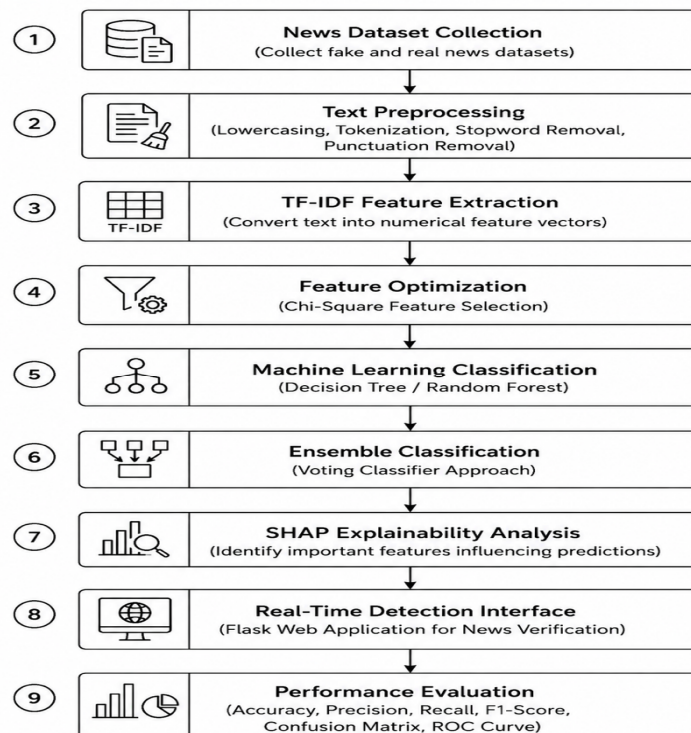 1
News Dataset Collection
(Collect fake and real news datasets)
2
Text Preprocessing
(Lowercasing, Tokenization, Stopword Removal,
Punctuation Removal)
3
TF-IDF
TF-IDF Feature Extraction
(Convert text into numerical feature vectors)
4
Feature Optimization
(Chi-Square Feature Selection)
5
Machine Learning Classification
(Decision Tree / Random Forest)
6
Ensemble Classification
(Voting Classifier Approach)
7
SHAP Explainability Analysis
(Identify important features influencing predictions)
8
Real-Time Detection Interface
(Flask Web Application for News Verification)
9
Performance Evaluation
(Accuracy, Precision, Recall, F1-Score,
Confusion Matrix, ROC Curve)